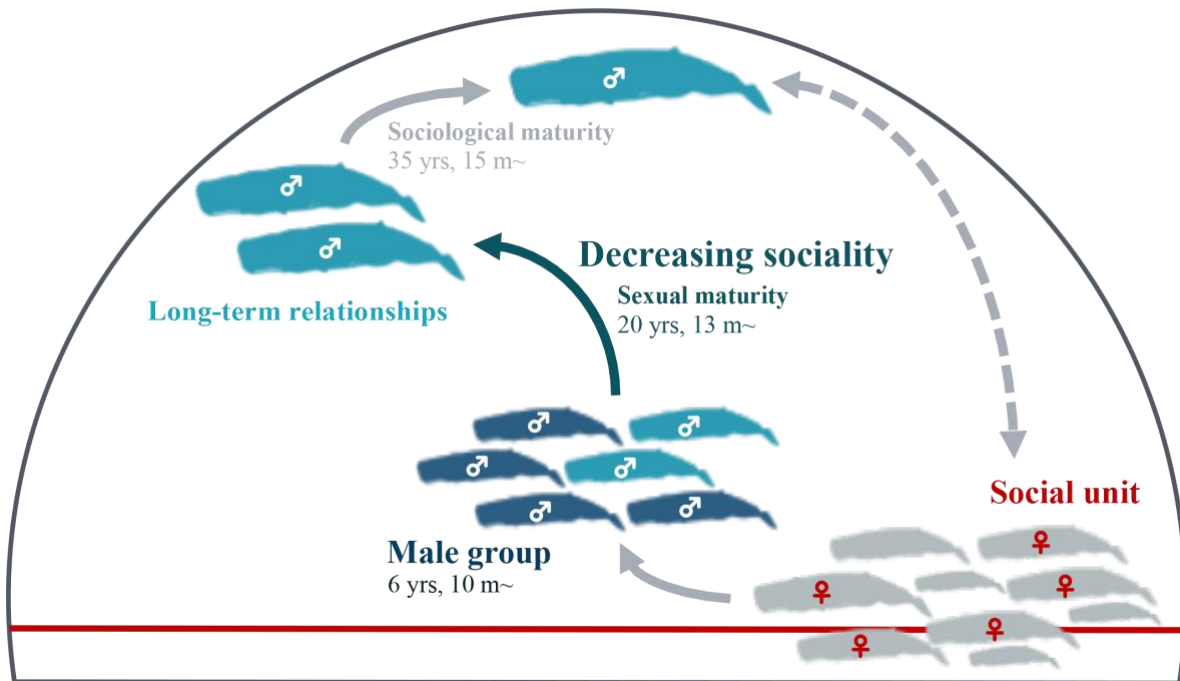 Sociological maturity
35 yrs, 15 m~
Decreasing sociality
Sexual maturity
20 yrs, 13 m~
Long-term relationships
Social unit
Male group
6 yrs, 10 m~